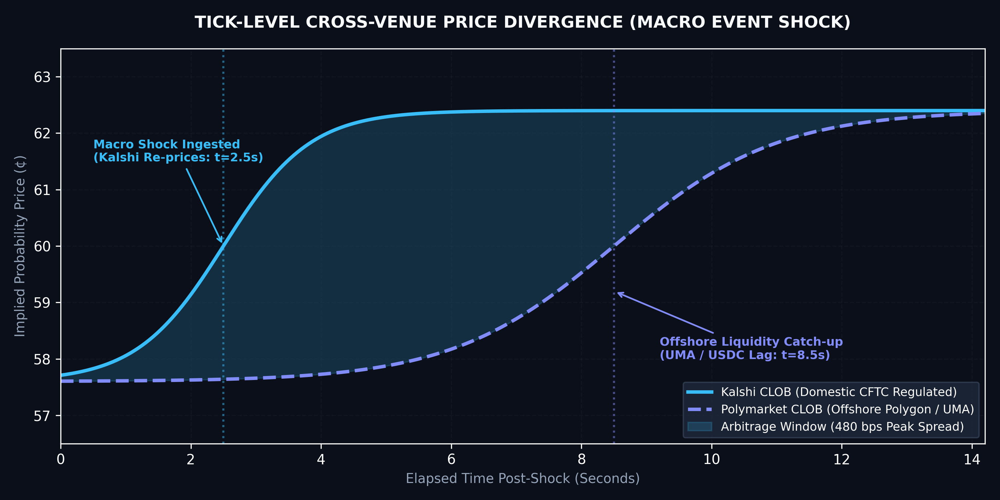 TICK-LEVEL CROSS-VENUE PRICE DIVERGENCE (MACRO EVENT SHOCK)
Implied Probability Price (¢)
63
62
61
60
59
58
57
Macro Shock Ingested
(Kalshi Re-prices: t=2.5s)
Offshore Liquidity Catch-up
(UMA / USDC Lag: t=8.5s)
Kalshi CLOB (Domestic CFTC Regulated)
Polymarket CLOB (Offshore Polygon / UMA)
Arbitrage Window (480 bps Peak Spread)
0 2 4 6 8 10 12 14
Elapsed Time Post-Shock (Seconds)